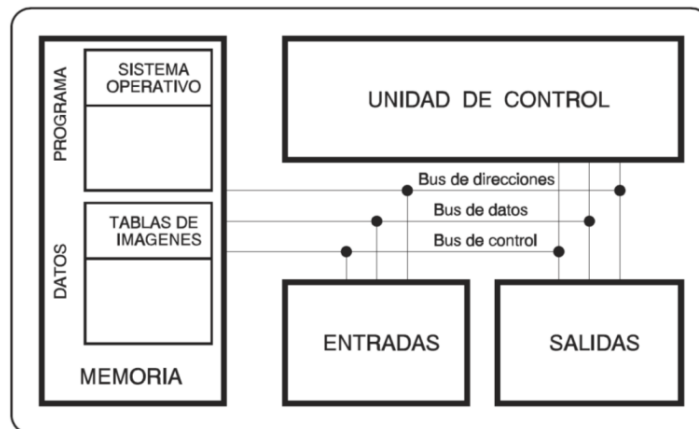 PROGRAMA
SISTEMA
OPERATIVO
DATOS
TABLAS DE
IMAGENES
MEMORIA
UNIDAD DE CONTROL
Bus de direcciones
Bus de datos
Bus de control
ENTRADAS
SALIDAS